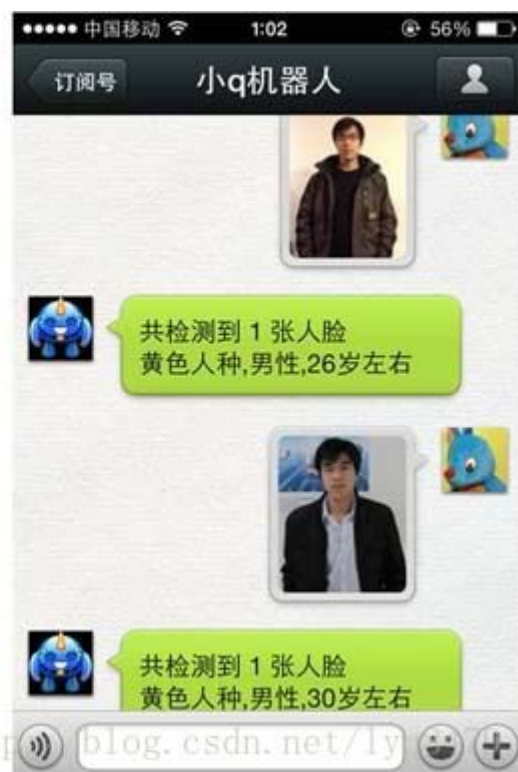 中国移动 1:02 56%
订阅号 小q机器人
共检测到 1 张人脸
黄色人种,男性,26岁左右
共检测到 1 张人脸
黄色人种,男性,30岁左右
blog.csdn.net/ly